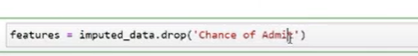 features = imputed_data.drop('Chance of Admit')